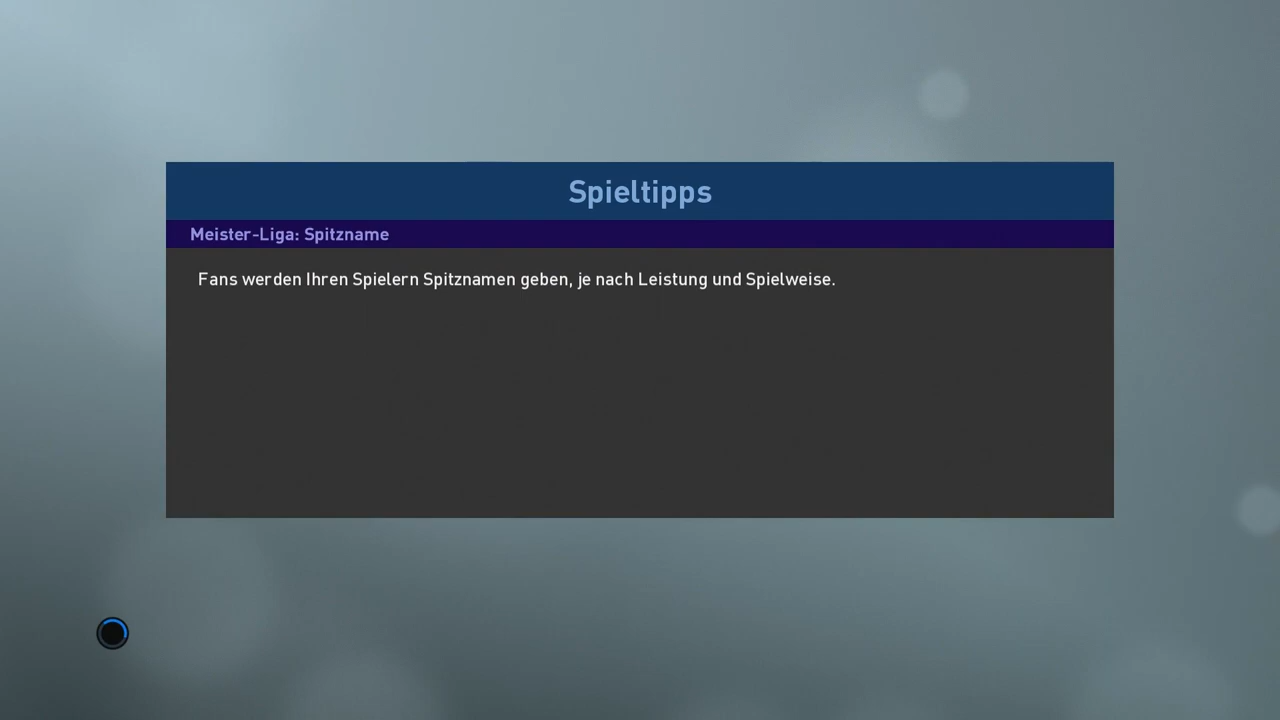 Spieltipps
Meister-Liga: Spitzname
Fans werden Ihren Spielern Spitznamen geben, je nach Leistung und Spielweise.